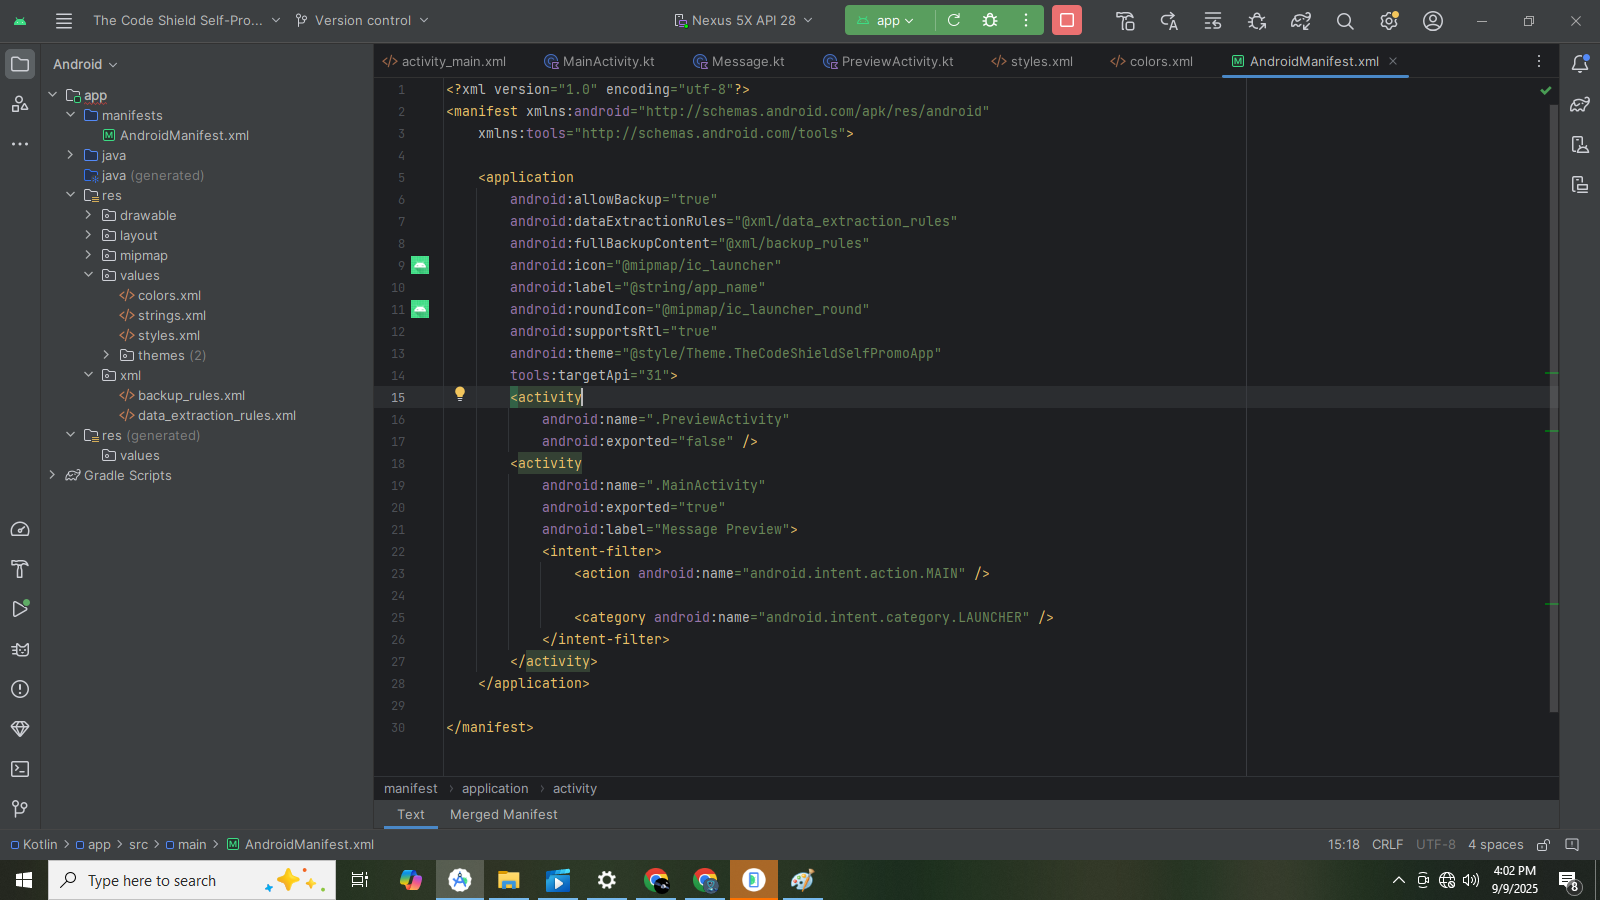 The Code Shield Self-Pro...
Version control
Nexus 5X API 28
app
Android
activity_main.xml
MainActivity.kt
Message.kt
PreviewActivity.kt
styles.xml
colors.xml
AndroidManifest.xml
app
manifests
AndroidManifest.xml
java
java (generated)
res
drawable
layout
mipmap
values
colors.xml
strings.xml
styles.xml
themes (2)
xml
backup_rules.xml
data_extraction_rules.xml
res (generated)
values
Gradle Scripts
1 <?xml version="1.0" encoding="utf-8"?>
2 <manifest xmlns:android="http://schemas.android.com/apk/res/android"
3 xmlns:tools="http://schemas.android.com/tools">
4
5 <application
6 android:allowBackup="true"
7 android:dataExtractionRules="@xml/data_extraction_rules"
8 android:fullBackupContent="@xml/backup_rules"
9 android:icon="@mipmap/ic_launcher"
10 android:label="@string/app_name"
11 android:roundIcon="@mipmap/ic_launcher_round"
12 android:supportsRtl="true"
13 android:theme="@style/Theme.TheCodeShieldSelfPromoApp"
14 tools:targetApi="31">
15 <activity
16 android:name=".PreviewActivity"
17 android:exported="false" />
18 <activity
19 android:name=".MainActivity"
20 android:exported="true"
21 android:label="Message Preview">
22 <intent-filter>
23 <action android:name="android.intent.action.MAIN" />
24
25 <category android:name="android.intent.category.LAUNCHER" />
26 </intent-filter>
27 </activity>
28 </application>
29
30 </manifest>
manifest > application > activity
Text Merged Manifest
Kotlin > app > src > main > AndroidManifest.xml
15:18 CRLF UTF-8 4 spaces
Type here to search
4:02 PM
9/9/2025
8